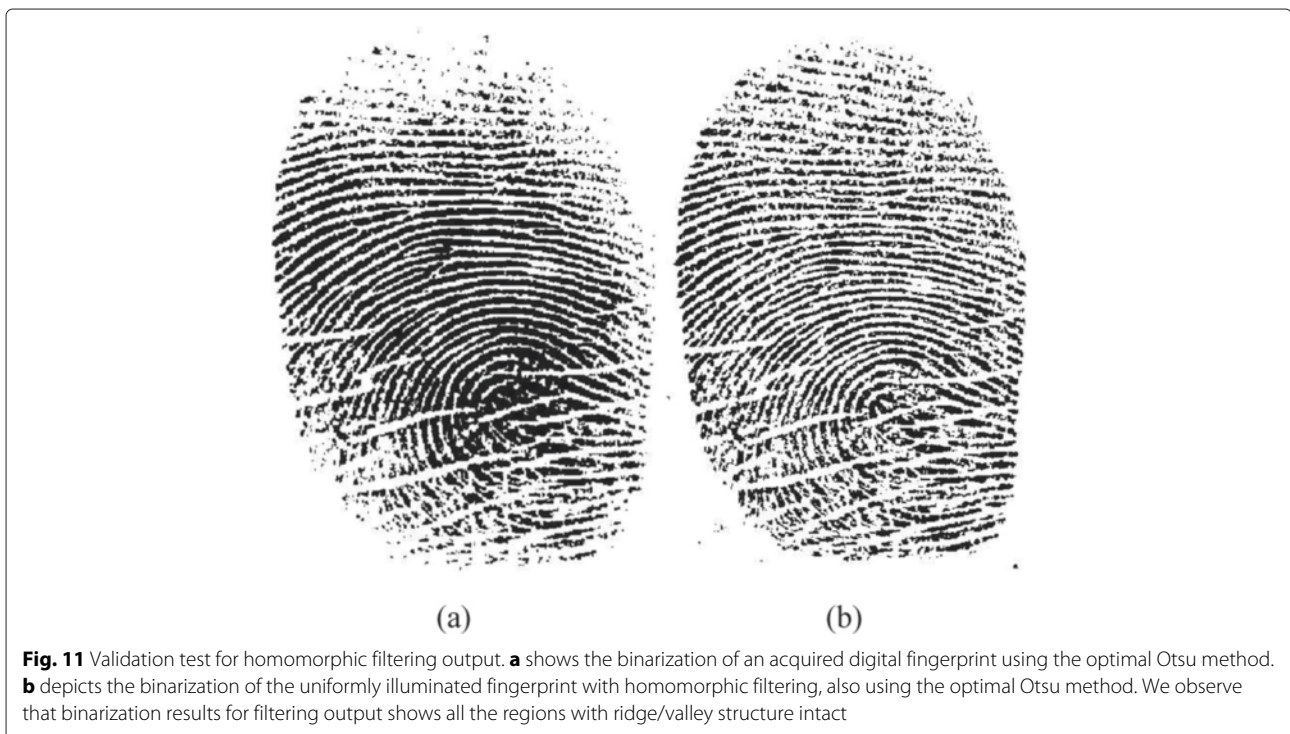 (a)
(b)
Fig. 11 Validation test for homomorphic filtering output. a shows the binarization of an acquired digital fingerprint using the optimal Otsu method.
b depicts the binarization of the uniformly illuminated fingerprint with homomorphic filtering, also using the optimal Otsu method. We observe
that binarization results for filtering output shows all the regions with ridge/valley structure intact